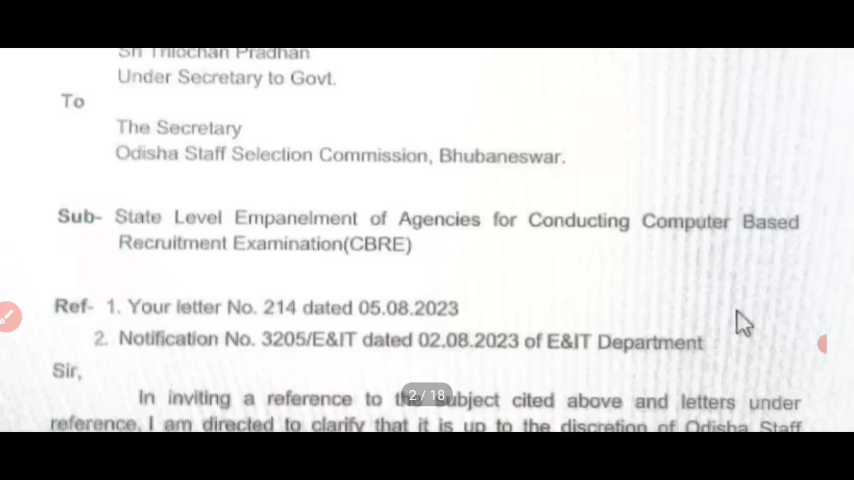 Sri Trilochan Pradhan
Under Secretary to Govt.
To
The Secretary
Odisha Staff Selection Commission, Bhubaneswar.
Sub- State Level Empanelment of Agencies for Conducting Computer Based
Recruitment Examination(CBRE)
Ref- 1. Your letter No. 214 dated 05.08.2023
2. Notification No. 3205/E&IT dated 02.08.2023 of E&IT Department
Sir,
In inviting a reference to the subject cited above and letters under
2 / 18
reference, I am directed to clarify that it is up to the discretion of Odisha Staff